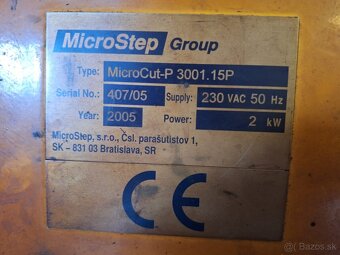 MicroStep Group
Type: MicroCut-P 3001.15P
Serial No.: 407/05 Supply: 230 VAC 50 Hz
Year: 2005 Power: 2 kW
MicroStep, s.r.o., Čsl. parašutistov 1,
SK - 831 03 Bratislava, SR
CE
Bazos.sk